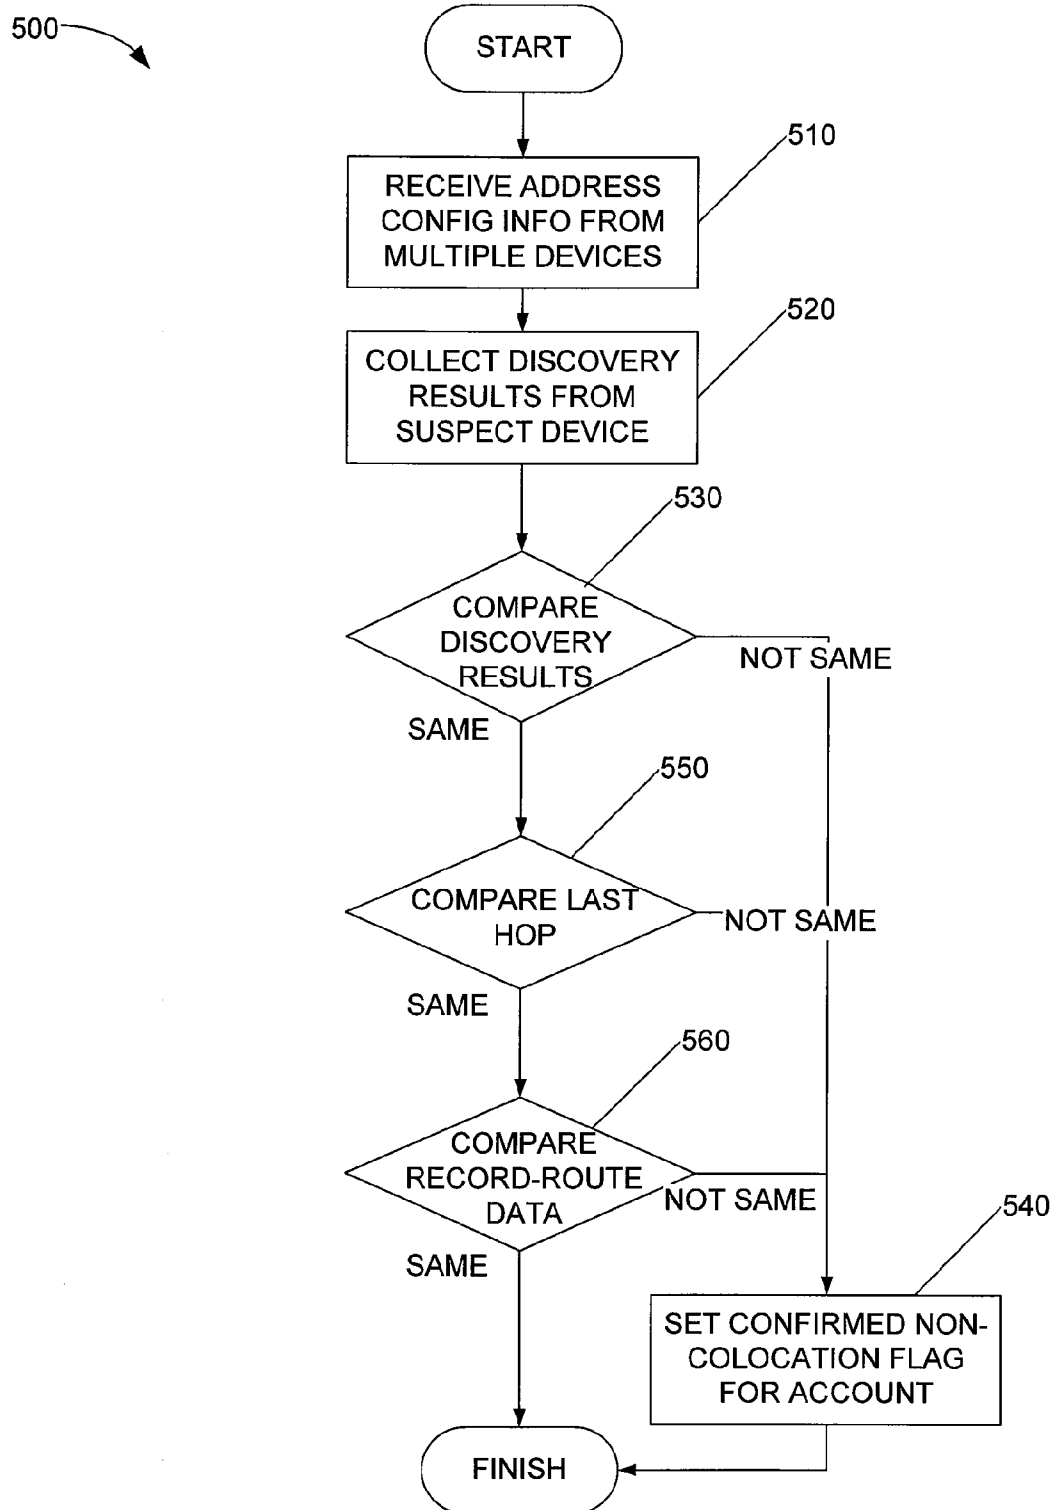 500
START
510
RECEIVE ADDRESS
CONFIG INFO FROM
MULTIPLE DEVICES
520
COLLECT DISCOVERY
RESULTS FROM
SUSPECT DEVICE
530
COMPARE
DISCOVERY
RESULTS
NOT SAME
SAME
550
COMPARE LAST
HOP
NOT SAME
SAME
560
COMPARE
RECORD-ROUTE
DATA
NOT SAME
SAME
540
SET CONFIRMED NON-
COLOCATION FLAG
FOR ACCOUNT
FINISH